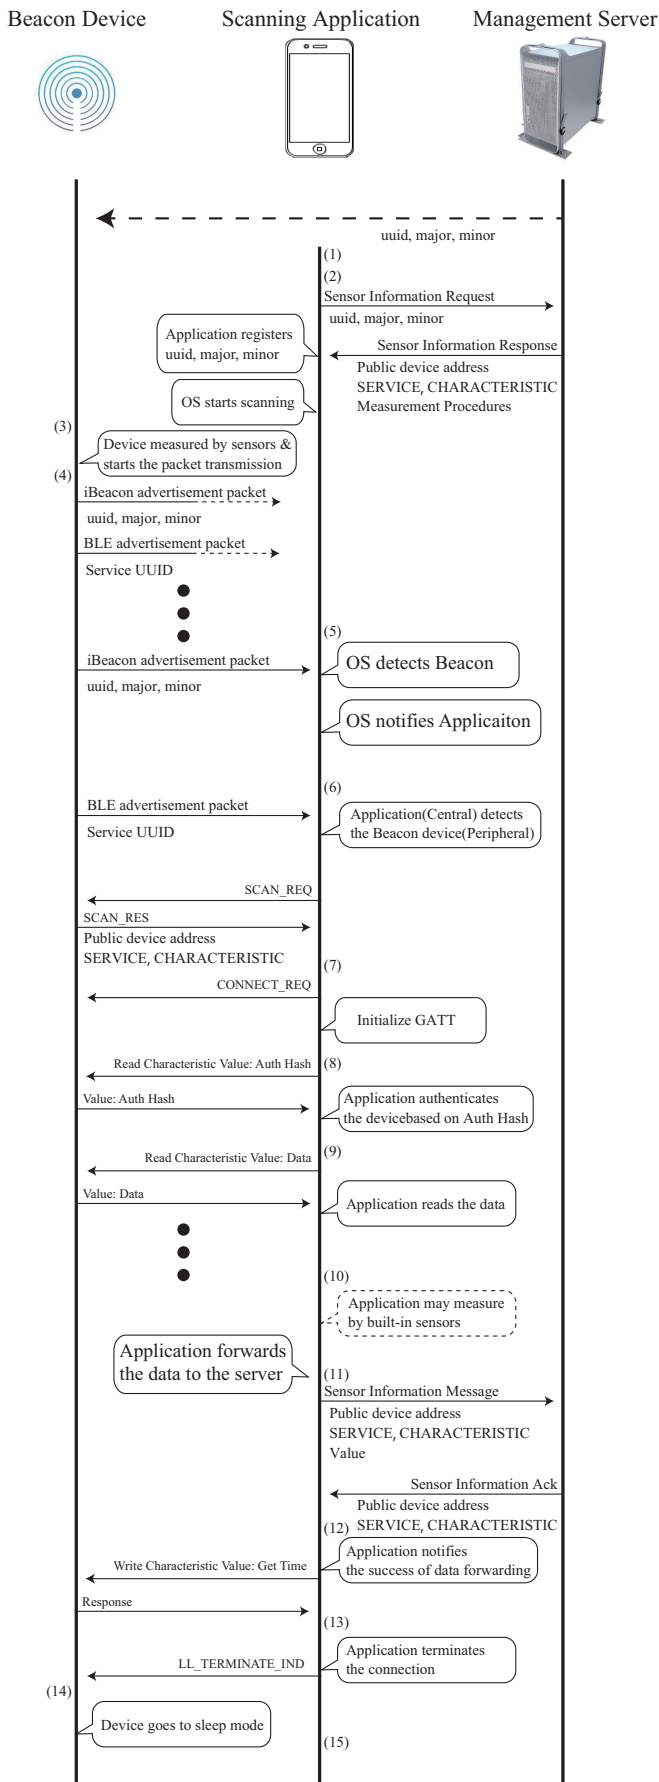 Beacon Device
Scanning Application
Management Server
uuid, major, minor
(1)
(2)
Sensor Information Request
uuid, major, minor
Application registers
uuid, major, minor
Sensor Information Response
Public device address
SERVICE, CHARACTERISTIC
Measurement Procedures
OS starts scanning
(3)
Device measured by sensors &
starts the packet transmission
(4)
iBeacon advertisement packet
uuid, major, minor
BLE advertisement packet
Service UUID
(5)
iBeacon advertisement packet
uuid, major, minor
OS detects Beacon
OS notifies Applicaiton
(6)
BLE advertisement packet
Service UUID
Application(Central) detects
the Beacon device(Peripheral)
SCAN_REQ
SCAN_RES
Public device address
SERVICE, CHARACTERISTIC
(7)
CONNECT_REQ
Initialize GATT
(8)
Read Characteristic Value: Auth Hash
Value: Auth Hash
Application authenticates
the devicebased on Auth Hash
(9)
Read Characteristic Value: Data
Value: Data
Application reads the data
(10)
Application may measure
by built-in sensors
Application forwards
the data to the server
(11)
Sensor Information Message
Public device address
SERVICE, CHARACTERISTIC
Value
Sensor Information Ack
Public device address
SERVICE, CHARACTERISTIC
(12)
Application notifies
the success of data forwarding
Write Characteristic Value: Get Time
Response
(13)
Application terminates
the connection
LL_TERMINATE_IND
(14)
Device goes to sleep mode
(15)